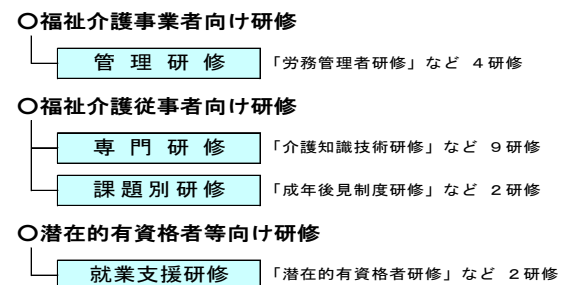 〇福祉介護事業者向け研修
管理研修 「労務管理者研修」など 4研修
〇福祉介護従事者向け研修
専門研修 「介護知識技術研修」など 9研修
課題別研修 「成年後見制度研修」など 2研修
〇潜在的有資格者等向け研修
就業支援研修 「潜在的有資格者研修」など 2研修